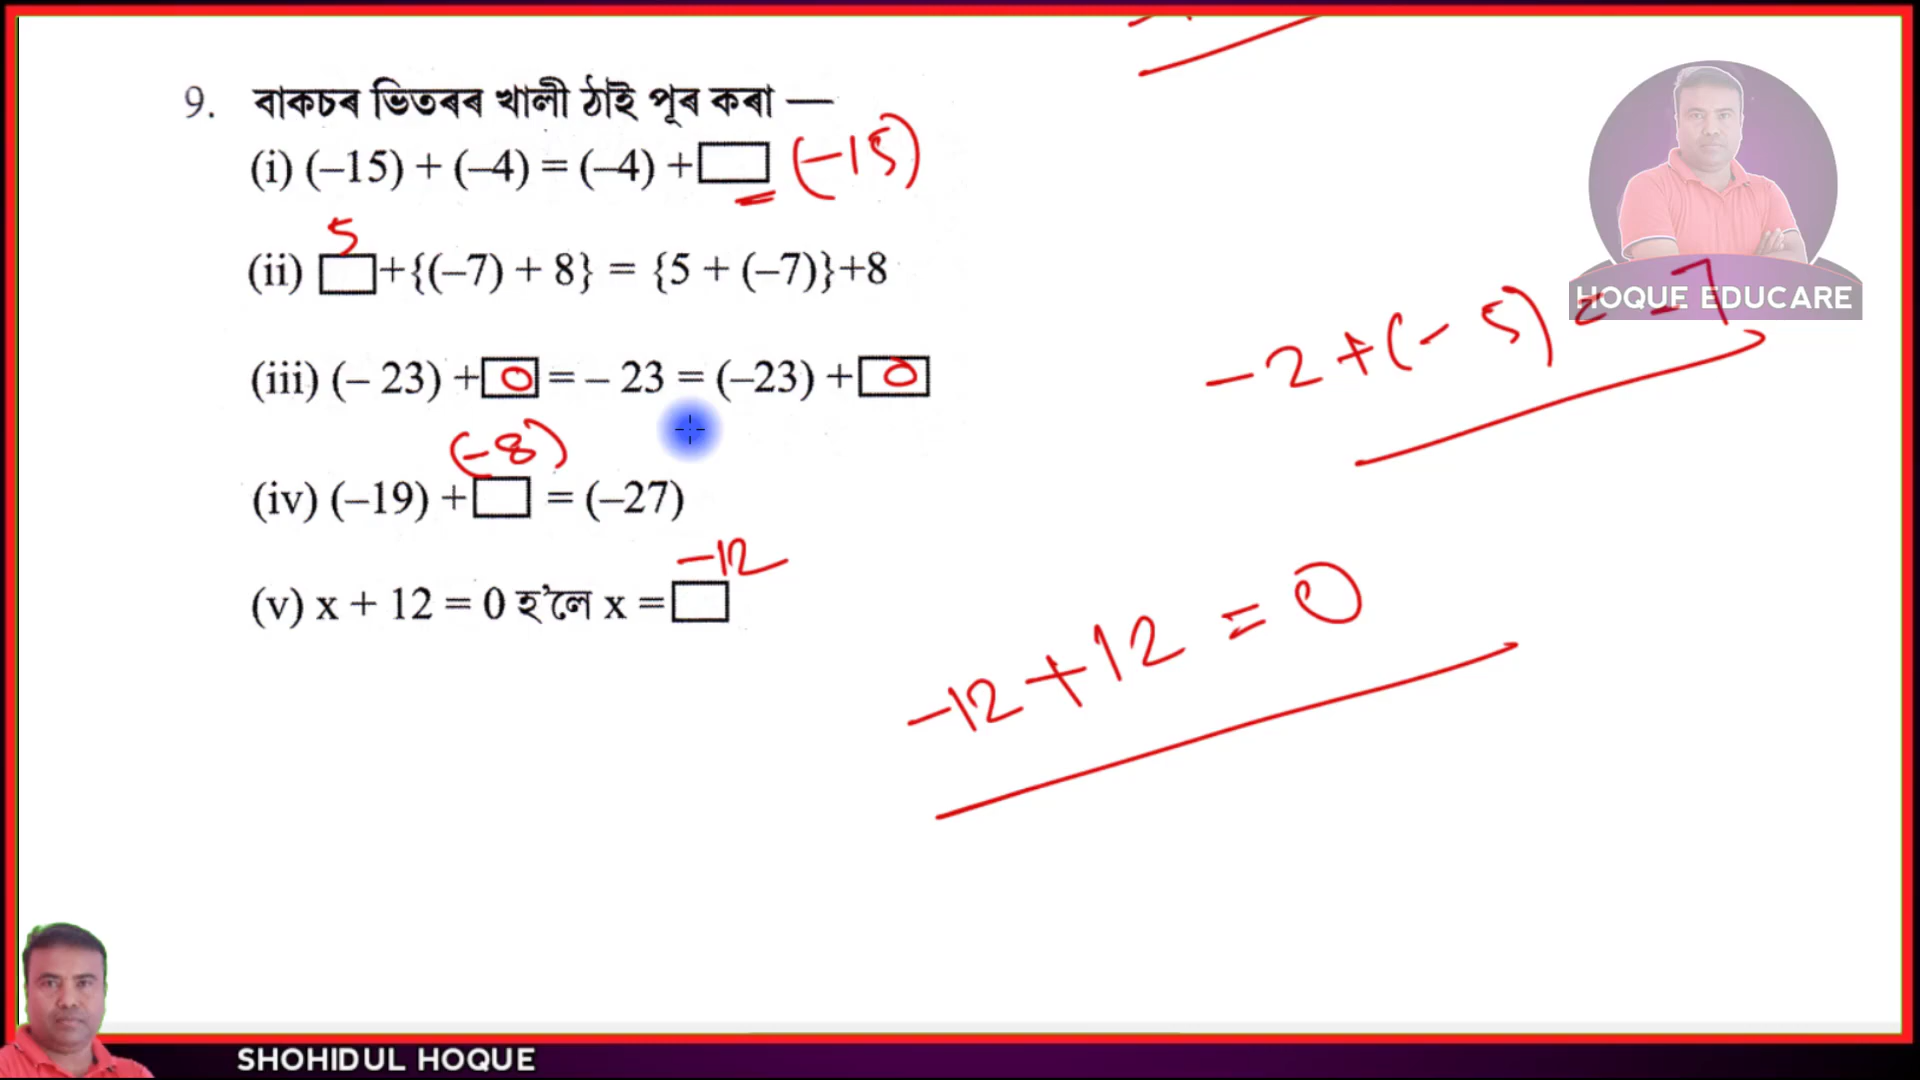 9. বাকচৰ ভিতৰৰ খালী ঠাই পূৰ কৰা —
(i) (–15) + (–4) = (–4) + □ (-15)
5
(ii) □+{(–7) + 8} = {5 + (–7)}+8
HOQUE EDUCARE
-2+(-5) = -7
(iii) (– 23) + 0 = – 23 = (–23) + 0
(-8)
(iv) (–19) + □ = (–27)
-12
(v) x + 12 = 0 হ'লে x = □
-12+12 = 0
SHOHIDUL HOQUE